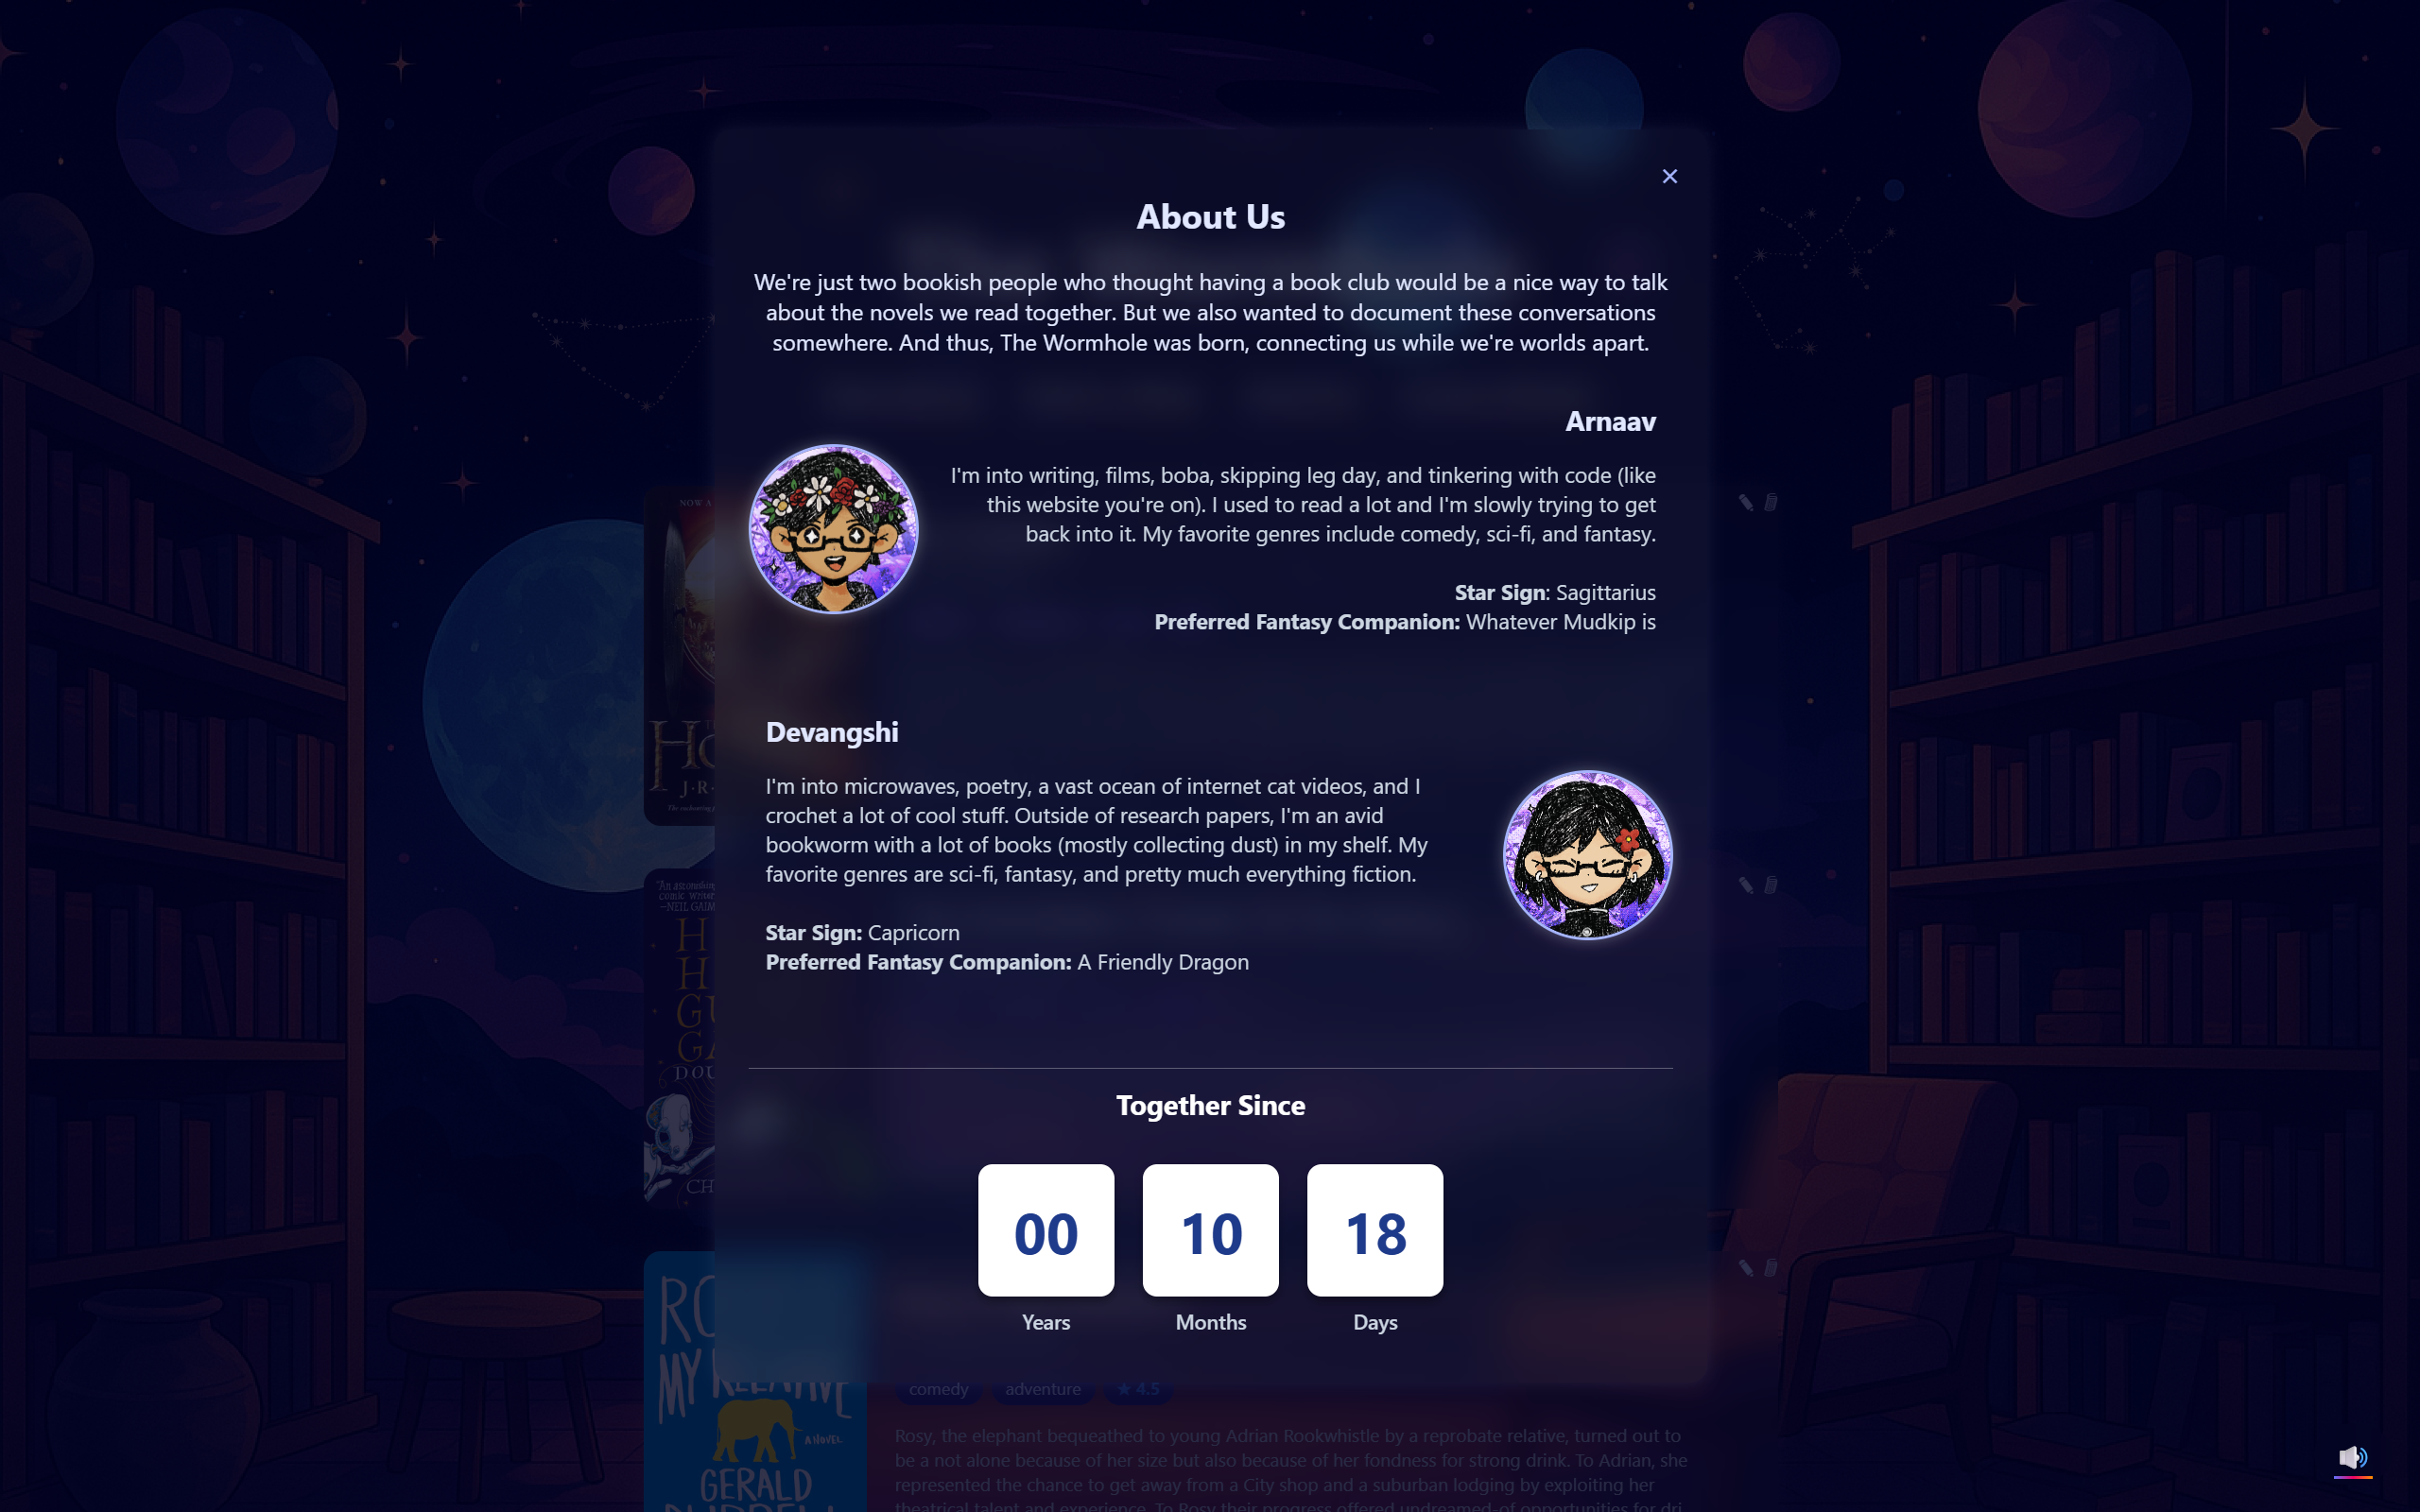 ✕
About Us
We're just two bookish people who thought having a book club would be a nice way to talk
about the novels we read together. But we also wanted to document these conversations
somewhere. And thus, The Wormhole was born, connecting us while we're worlds apart.
Arnaav
I'm into writing, films, boba, skipping leg day, and tinkering with code (like
this website you're on). I used to read a lot and I'm slowly trying to get
back into it. My favorite genres include comedy, sci-fi, and fantasy.
Star Sign: Sagittarius
Preferred Fantasy Companion: Whatever Mudkip is
Devangshi
I'm into microwaves, poetry, a vast ocean of internet cat videos, and I
crochet a lot of cool stuff. Outside of research papers, I'm an avid
bookworm with a lot of books (mostly collecting dust) in my shelf. My
favorite genres are sci-fi, fantasy, and pretty much everything fiction.
Star Sign: Capricorn
Preferred Fantasy Companion: A Friendly Dragon
Together Since
00 10 18
Years Months Days
NOW A
J·R·
"An astonishing
comic writer
—NEIL
MY RELATIVE
A NOVEL
GERALD
comedy adventure ★ 4.5
Rosy, the elephant bequeathed to young Adrian Rookwhistle by a reprobate relative, turned out to
be a not alone because of her size but also because of her fondness for strong drink. To Adrian, she
represented the chance to get away from a City shop and a suburban lodging by exploiting her
theatrical talent and experience. To Rosy their progress offered undreamed-of opportunities for